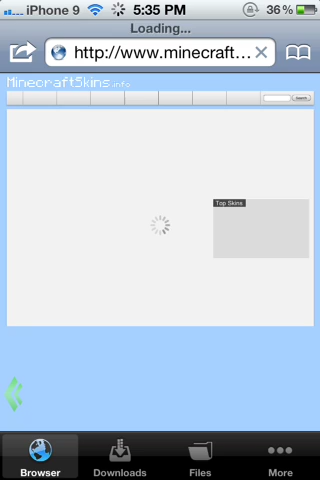 iPhone 9 5:35 PM 36%
Loading...
http://www.minecraft...
MinecraftSkins.info
Search
Top Skins
Browser Downloads Files More